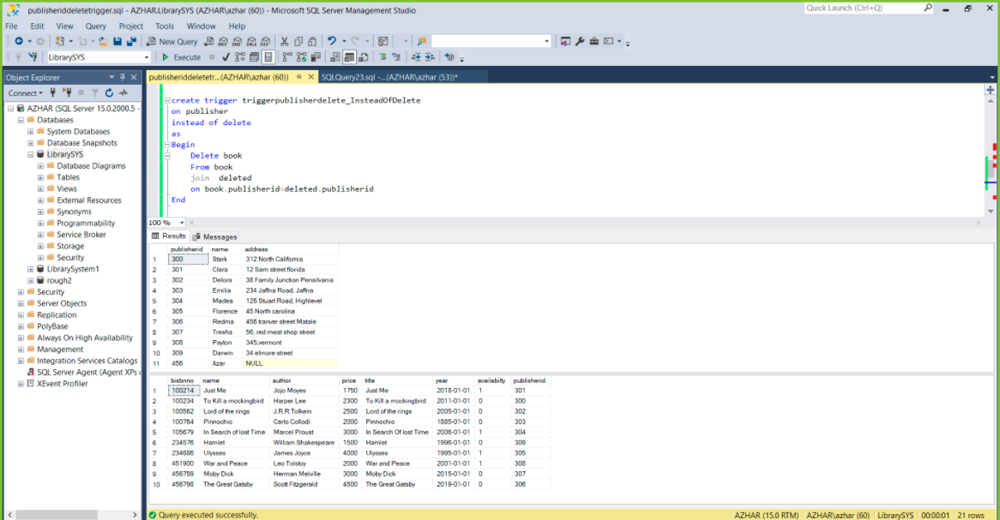 publisheriddeletetrigger.sql - AZHAR.LibrarySYS (AZHAR\azhar (60)) - Microsoft SQL Server Management Studio
Quick Launch (Ctrl+Q)
File Edit View Query Project Tools Window Help
New Query
LibrarySYS Execute
Object Explorer
publisheriddeletetr...(AZHAR\azhar (60)) SQLQuery23.sql -...(AZHAR\azhar (53))*
Connect
AZHAR (SQL Server 15.0.2000.5 -
Databases
System Databases
Database Snapshots
LibrarySYS
Database Diagrams
Tables
Views
External Resources
Synonyms
Programmability
Service Broker
Storage
Security
LibrarySystem1
rough2
Security
Server Objects
Replication
PolyBase
Always On High Availability
Management
Integration Services Catalogs
SQL Server Agent (Agent XPs
XEvent Profiler
create trigger triggerpublisherdelete_InsteadOfDelete
on publisher
instead of delete
as
Begin
Delete book
From book
join deleted
on book.publisherid=deleted.publisherid
End
100 %
Results Messages
publisherid name address
1 300 Stark 312 North California
2 301 Clara 12 Sam street florida
3 302 Delora 38 Family Junction Pensilvania
4 303 Emilia 234 Jaffna Road, Jaffna
5 304 Madea 126 Stuart Road, Highlevel
6 305 Florence 45 North carolina
7 306 Redma 456 tranver street Matale
8 307 Tresha 56, red meat shop street
9 308 Payton 345,vermont
10 309 Darwin 34 elmore street
11 456 Azar NULL
bisbnno name author price title year availabilty publisherid
1 100214 Just Me Jojo Moyes 1750 Just Me 2018-01-01 1 301
2 100234 To Kill a mockingbird Harper Lee 2300 To Kill a mockingbird 2011-01-01 0 300
3 100562 Lord of the rings J.R.R.Tolkein 2500 Lord of the rings 2005-01-01 0 302
4 100764 Pinnochio Carlo Collodi 2000 Pinnochio 1885-01-01 0 303
5 105679 In Search of lost Time Marcel Proust 3000 In Search Of lost Time 2006-01-01 1 304
6 234576 Hamlet William Shakespeare 1500 Hamlet 1996-01-01 0 309
7 234686 Ulysses James Joyce 4000 Ulysses 1995-01-01 1 305
8 451900 War and Peace Leo Tolstoy 2000 War and Peace 2001-01-01 1 308
9 456789 Moby Dick Herman Melville 3000 Moby Dick 2015-01-01 0 307
10 456798 The Great Gatsby Scott Fitzgerald 4500 The Great Gatsby 2019-01-01 0 306
Query executed successfully. AZHAR (15.0 RTM) AZHAR\azhar (60) LibrarySYS 00:00:01 21 rows